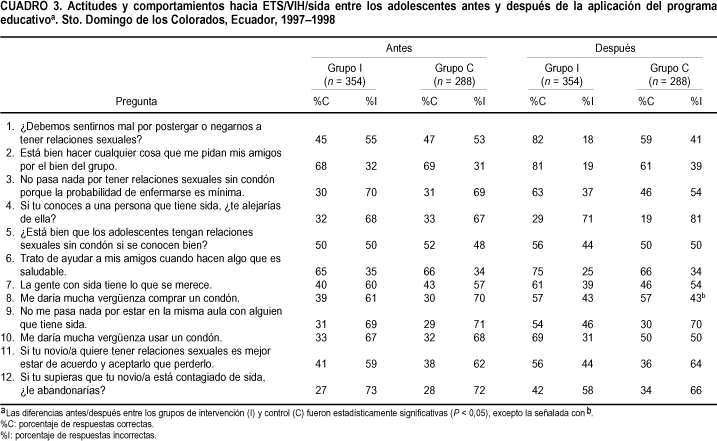 CUADRO 3. Actitudes y comportamientos hacia ETS/VIH/sida entre los adolescentes antes y después de la aplicación del programa
educativoa. Sto. Domingo de los Colorados, Ecuador, 1997–1998
Antes Después
Grupo I Grupo C Grupo I Grupo C
(n = 354) (n = 288) (n = 354) (n = 288)
Pregunta %C %I %C %I %C %I %C %I
1. ¿Debemos sentirnos mal por postergar o negarnos a
tener relaciones sexuales? 45 55 47 53 82 18 59 41
2. Está bien hacer cualquier cosa que me pidan mis amigos
por el bien del grupo. 68 32 69 31 81 19 61 39
3. No pasa nada por tener relaciones sexuales sin condón
porque la probabilidad de enfermarse es mínima. 30 70 31 69 63 37 46 54
4. Si tu conoces a una persona que tiene sida, ¿te alejarías
de ella? 32 68 33 67 29 71 19 81
5. ¿Está bien que los adolescentes tengan relaciones
sexuales sin condón si se conocen bien? 50 50 52 48 56 44 50 50
6. Trato de ayudar a mis amigos cuando hacen algo que es
saludable. 65 35 66 34 75 25 66 34
7. La gente con sida tiene lo que se merece. 40 60 43 57 61 39 46 54
8. Me daría mucha vergüenza comprar un condón. 39 61 30 70 57 43 57 43b
9. No me pasa nada por estar en la misma aula con alguien
que tiene sida. 31 69 29 71 54 46 30 70
10. Me daría mucha vergüenza usar un condón. 33 67 32 68 69 31 50 50
11. Si tu novio/a quiere tener relaciones sexuales es mejor
estar de acuerdo y aceptarlo que perderlo. 41 59 38 62 56 44 36 64
12. Si tu supieras que tu novio/a está contagiado de sida,
¿le abandonarías? 27 73 28 72 42 58 34 66
a Las diferencias antes/después entre los grupos de intervención (I) y control (C) fueron estadísticamente significativas (P < 0,05), excepto la señalada con b.
%C: porcentaje de respuestas correctas.
%I: porcentaje de respuestas incorrectas.